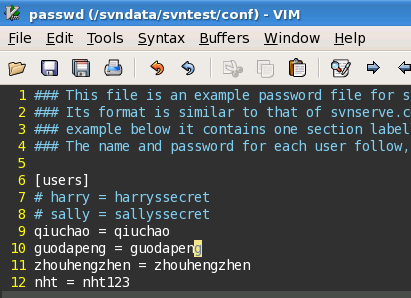 passwd (/svndata/svntest/conf) - VIM
File Edit Tools Syntax Buffers Window Help
1 ### This file is an example password file for s
2 ### Its format is similar to that of svnserve.c
3 ### example below it contains one section label
4 ### The name and password for each user follow,
5
6 [users]
7 # harry = harryssecret
8 # sally = sallyssecret
9 qiuchao = qiuchao
10 guodapeng = guodapeng
11 zhouhengzhen = zhouhengzhen
12 nht = nht123